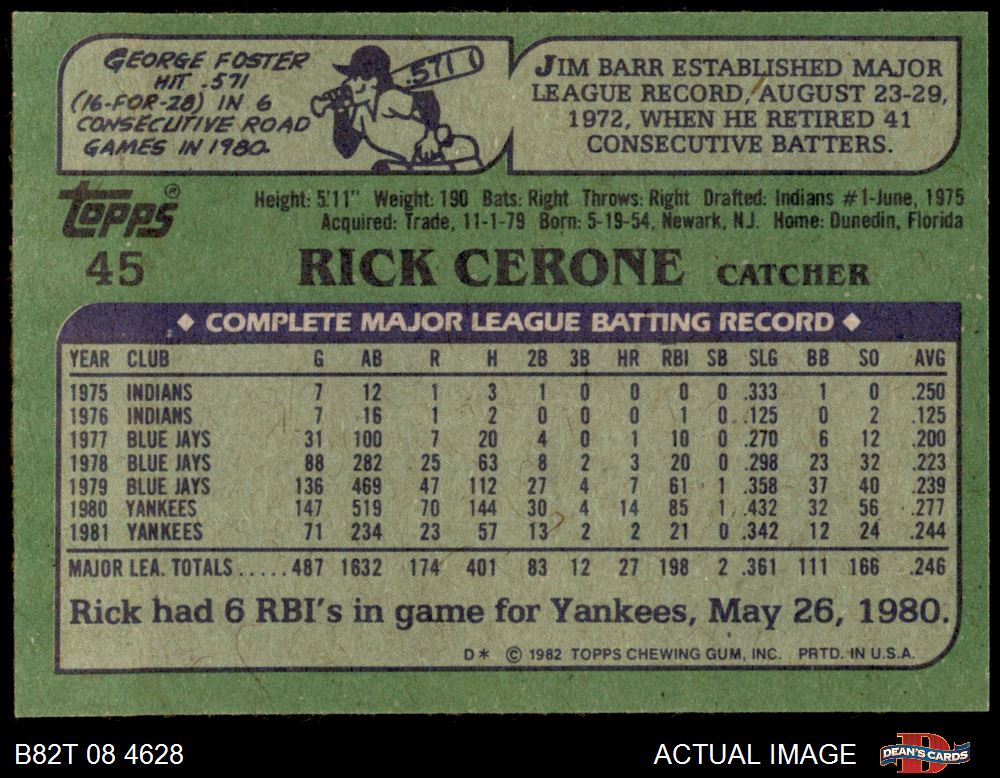 GEORGE FOSTER
HIT .571
(16-FOR-28) IN 6
CONSECUTIVE ROAD
GAMES IN 1980.
.571
JIM BARR ESTABLISHED MAJOR
LEAGUE RECORD, AUGUST 23-29,
1972, WHEN HE RETIRED 41
CONSECUTIVE BATTERS.
Topps®
Height: 5'11" Weight: 190 Bats: Right Throws: Right Drafted: Indians #1-June, 1975
Acquired: Trade, 11-1-79 Born: 5-19-54, Newark, N.J. Home: Dunedin, Florida
45 RICK CERONE CATCHER
◆ COMPLETE MAJOR LEAGUE BATTING RECORD ◆
YEAR CLUB G AB R H 2B 3B HR RBI SB SLG BB SO AVG
1975 INDIANS 7 12 1 3 1 0 0 0 0 .333 1 0 .250
1976 INDIANS 7 16 1 2 0 0 0 1 0 .125 0 2 .125
1977 BLUE JAYS 31 100 7 20 4 0 1 10 0 .270 6 12 .200
1978 BLUE JAYS 88 282 25 63 8 2 3 20 0 .298 23 32 .223
1979 BLUE JAYS 136 469 47 112 27 4 7 61 1 .358 37 40 .239
1980 YANKEES 147 519 70 144 30 4 14 85 1 .432 32 56 .277
1981 YANKEES 71 234 23 57 13 2 2 21 0 .342 12 24 .244
MAJOR LEA. TOTALS.....487 1632 174 401 83 12 27 198 2 .361 111 166 .246
Rick had 6 RBI's in game for Yankees, May 26, 1980.
D* © 1982 TOPPS CHEWING GUM, INC. PRTD. IN U.S.A.
B82T 08 4628 ACTUAL IMAGE D DEAN'S CARDS